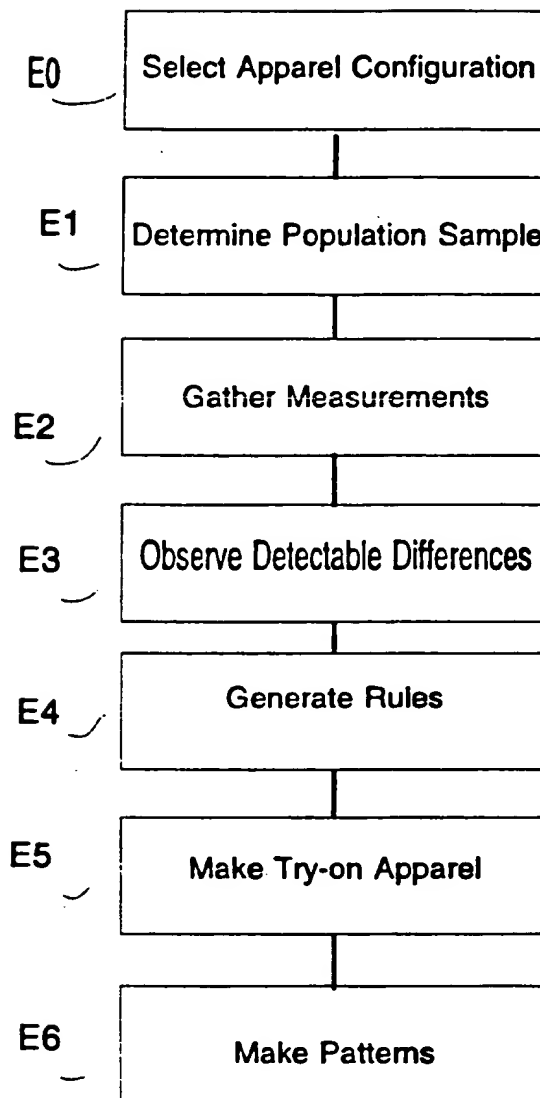 E0 Select Apparel Configuration
E1 Determine Population Sample
E2 Gather Measurements
E3 Observe Detectable Differences
E4 Generate Rules
E5 Make Try-on Apparel
E6 Make Patterns